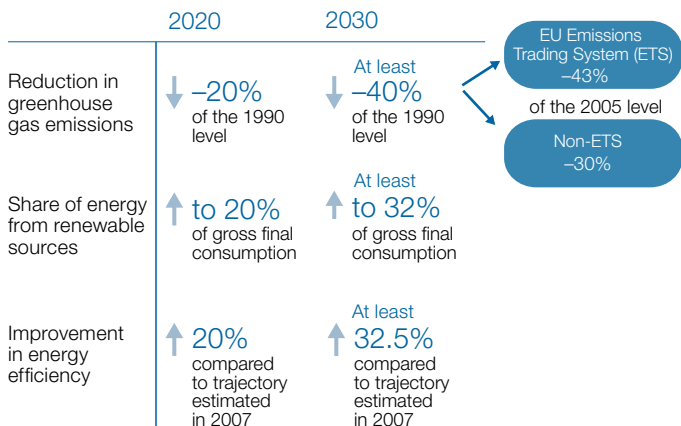 2020
2030
Reduction in
greenhouse
gas emissions
–20%
of the 1990
level
At least
–40%
of the 1990
level
EU Emissions
Trading System (ETS)
–43%
of the 2005 level
Non-ETS
–30%
Share of energy
from renewable
sources
to 20%
of gross final
consumption
At least
to 32%
of gross final
consumption
Improvement
in energy
efficiency
20%
compared
to trajectory
estimated
in 2007
At least
32.5%
compared
to trajectory
estimated
in 2007